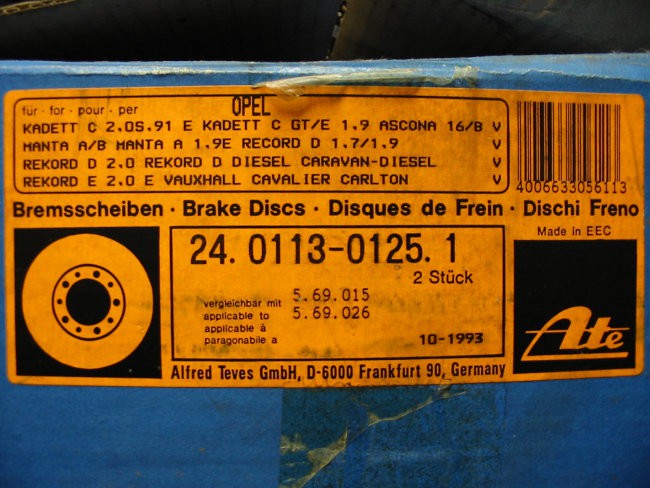 für · for · pour · per
OPEL
KADETT C 2.0S.91 E KADETT C GT/E 1.9 ASCONA 16/B V
MANTA A/B MANTA A 1.9E RECORD D 1.7/1.9 V
REKORD D 2.0 REKORD D DIESEL CARAVAN-DIESEL V
REKORD E 2.0 E VAUXHALL CAVALIER CARLTON V
4006633056113
Bremsscheiben · Brake Discs · Disques de Frein · Dischi Freno
Made in EEC
24. 0113-0125. 1
2 Stück
vergleichbar mit 5.69.015
applicable to 5.69.026
applicable à
paragonabile a 10-1993
Ate
Alfred Teves GmbH, D-6000 Frankfurt 90, Germany